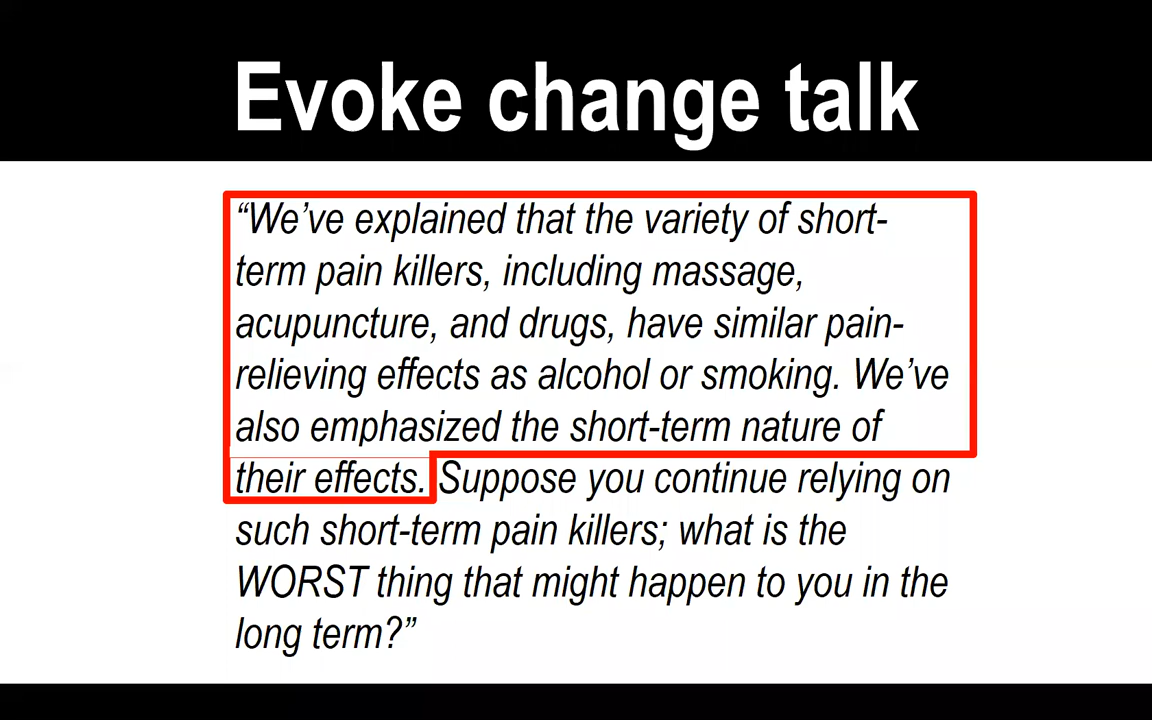 Evoke change talk
“We’ve explained that the variety of short-
term pain killers, including massage,
acupuncture, and drugs, have similar pain-
relieving effects as alcohol or smoking. We’ve
also emphasized the short-term nature of
their effects. Suppose you continue relying on
such short-term pain killers; what is the
WORST thing that might happen to you in the
long term?”